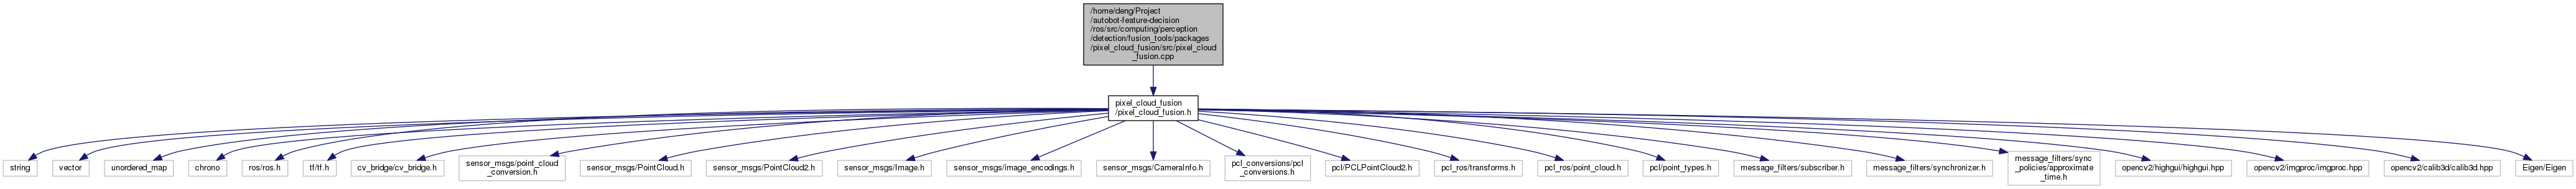 /home/deng/Project
/autobot-feature-decision
/ros/src/computing/perception
/detection/fusion_tools/packages
/pixel_cloud_fusion/src/pixel_cloud
_fusion.cpp
pixel_cloud_fusion
/pixel_cloud_fusion.h
string
vector
unordered_map
chrono
ros/ros.h
tf/tf.h
cv_bridge/cv_bridge.h
sensor_msgs/point_cloud
_conversion.h
sensor_msgs/PointCloud.h
sensor_msgs/PointCloud2.h
sensor_msgs/Image.h
sensor_msgs/image_encodings.h
sensor_msgs/CameraInfo.h
pcl_conversions/pcl
_conversions.h
pcl/PCLPointCloud2.h
pcl_ros/transforms.h
pcl_ros/point_cloud.h
pcl/point_types.h
message_filters/subscriber.h
message_filters/synchronizer.h
message_filters/sync
_policies/approximate
_time.h
opencv2/highgui/highgui.hpp
opencv2/imgproc/imgproc.hpp
opencv2/calib3d/calib3d.hpp
Eigen/Eigen